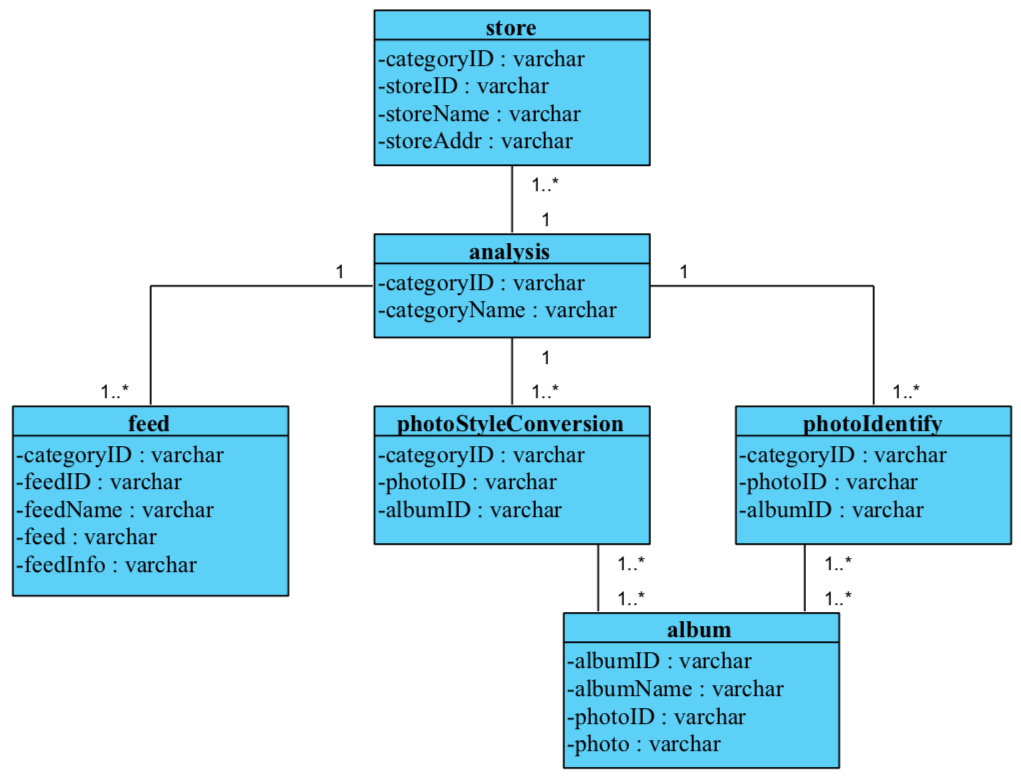 store
-categoryID : varchar
-storeID : varchar
-storeName : varchar
-storeAddr : varchar
1..*
1
analysis
-categoryID : varchar
-categoryName : varchar
1
1
1
1..*
1..*
1..*
feed
-categoryID : varchar
-feedID : varchar
-feedName : varchar
-feed : varchar
-feedInfo : varchar
photoStyleConversion
-categoryID : varchar
-photoID : varchar
-albumID : varchar
photoIdentify
-categoryID : varchar
-photoID : varchar
-albumID : varchar
1..*
1..*
1..*
1..*
album
-albumID : varchar
-albumName : varchar
-photoID : varchar
-photo : varchar